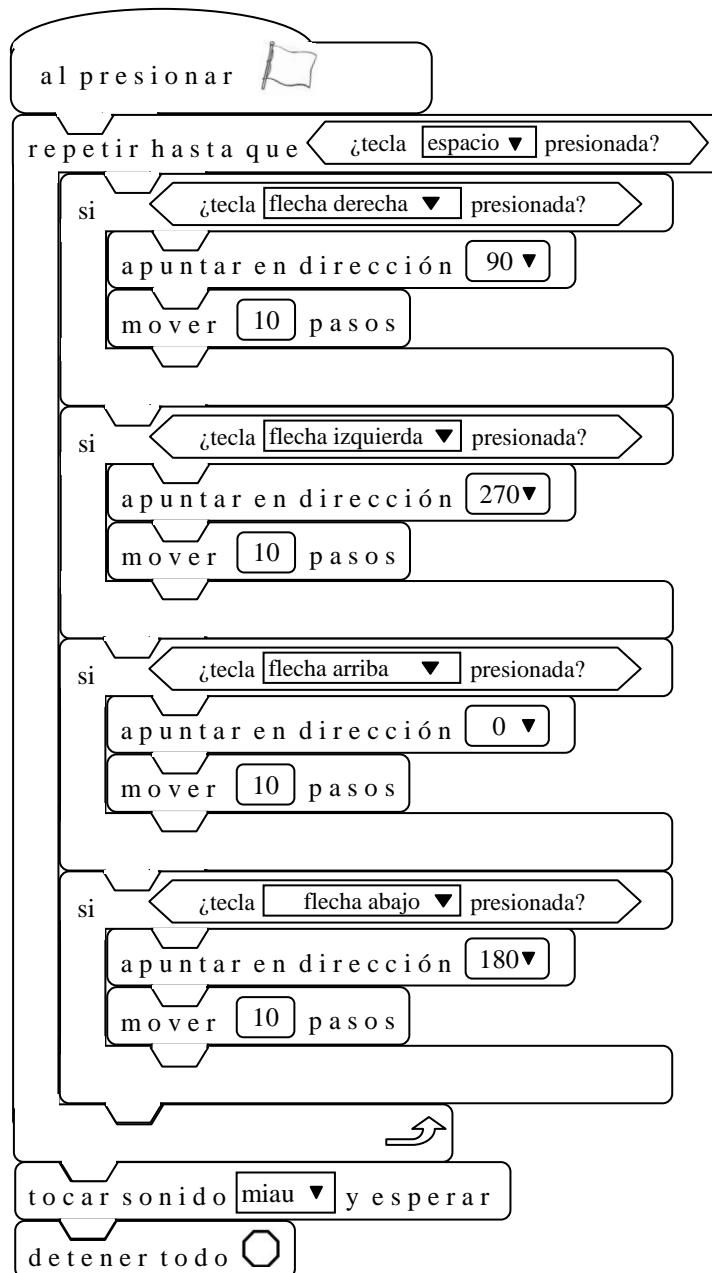 al presionar
repetir hasta que ¿tecla espacio ▼ presionada?
si ¿tecla flecha derecha ▼ presionada?
apuntar en dirección 90 ▼
mover 10 pasos
si ¿tecla flecha izquierda ▼ presionada?
apuntar en dirección 270▼
mover 10 pasos
si ¿tecla flecha arriba ▼ presionada?
apuntar en dirección 0 ▼
mover 10 pasos
si ¿tecla flecha abajo ▼ presionada?
apuntar en dirección 180▼
mover 10 pasos
tocar sonido miau ▼ y esperar
detener todo